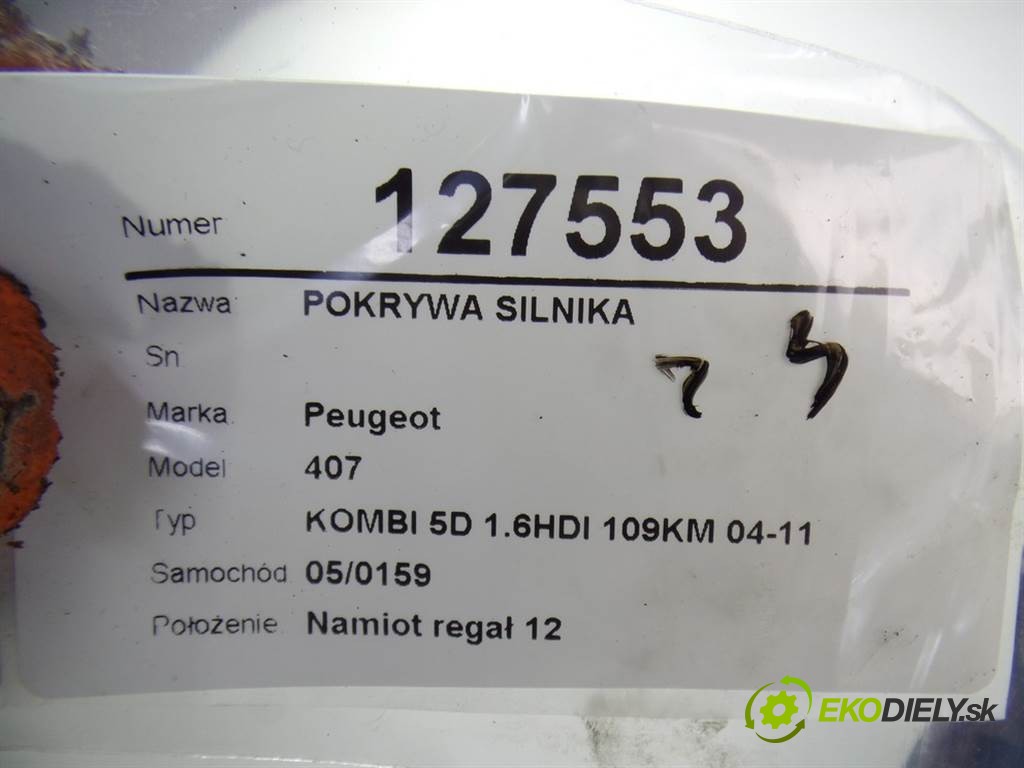 Numer 127553
Nazwa POKRYWA SILNIKA
Sn
Marka Peugeot
Model 407
Typ KOMBI 5D 1.6HDI 109KM 04-11
Samochód 05/0159
Położenie Namiot regał 12
EKODIELY.sk